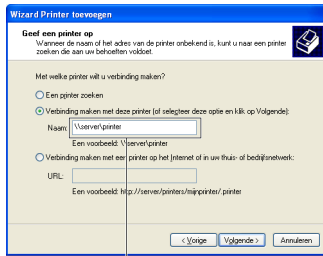 Wizard Printer toevoegen
Geef een printer op
Wanneer de naam of het adres van de printer onbekend is, kunt u naar een printer
zoeken die aan uw behoeften voldoet.
Met welke printer wilt u verbinding maken?
Een printer zoeken
Verbinding maken met deze printer (of selecteer deze optie en klik op Volgende):
Naam: \\server\printer
Een voorbeeld: \\server\printer
Verbinding maken met een printer op het Internet of in uw thuis- of bedrijfsnetwerk:
URL:
Een voorbeeld: http://server/printers/mijnprinter/.printer
< Vorige
Volgende >
Annuleren